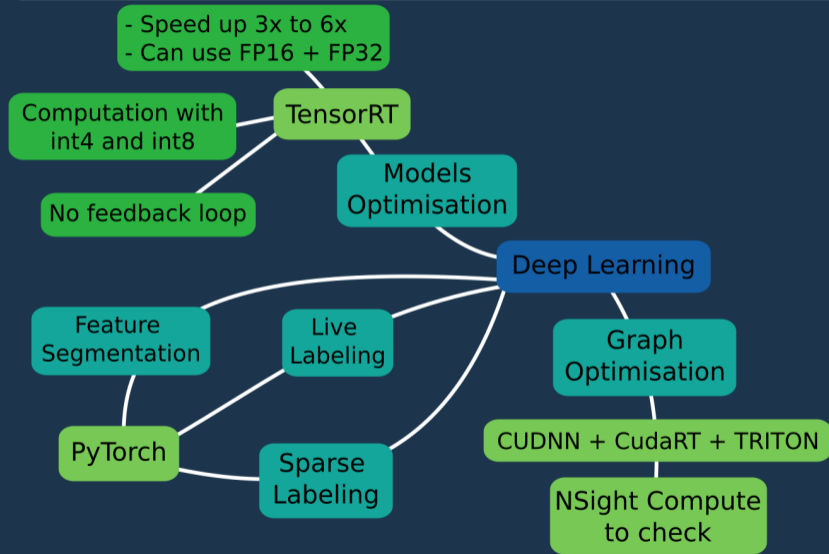 - Speed up 3x to 6x
- Can use FP16 + FP32
TensorRT
Computation with
int4 and int8
No feedback loop
Models
Optimisation
Deep Learning
Feature
Segmentation
Live
Labeling
Graph
Optimisation
PyTorch
Sparse
Labeling
CUDNN + CudaRT + TRITON
NSight Compute
to check